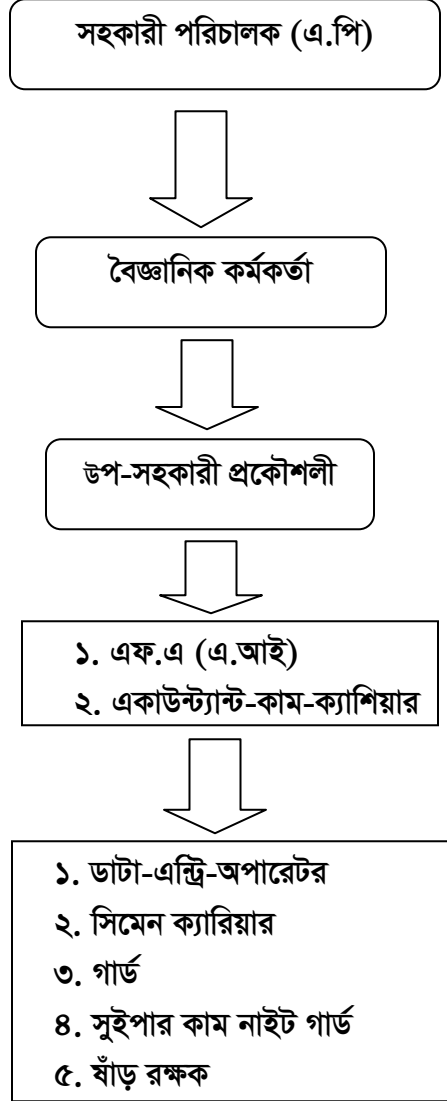 সহকারী পরিচালক (এ.পি)
বৈজ্ঞানিক কর্মকর্তা
উপ-সহকারী প্রকৌশলী
১. এফ.এ (এ.আই)
২. একাউন্ট্যান্ট-কাম-ক্যাশিয়ার
১. ডাটা-এন্ট্রি-অপারেটর
২. সিমেন ক্যারিয়ার
৩. গার্ড
৪. সুইপার কাম নাইট গার্ড
৫. ষাঁড় রক্ষক